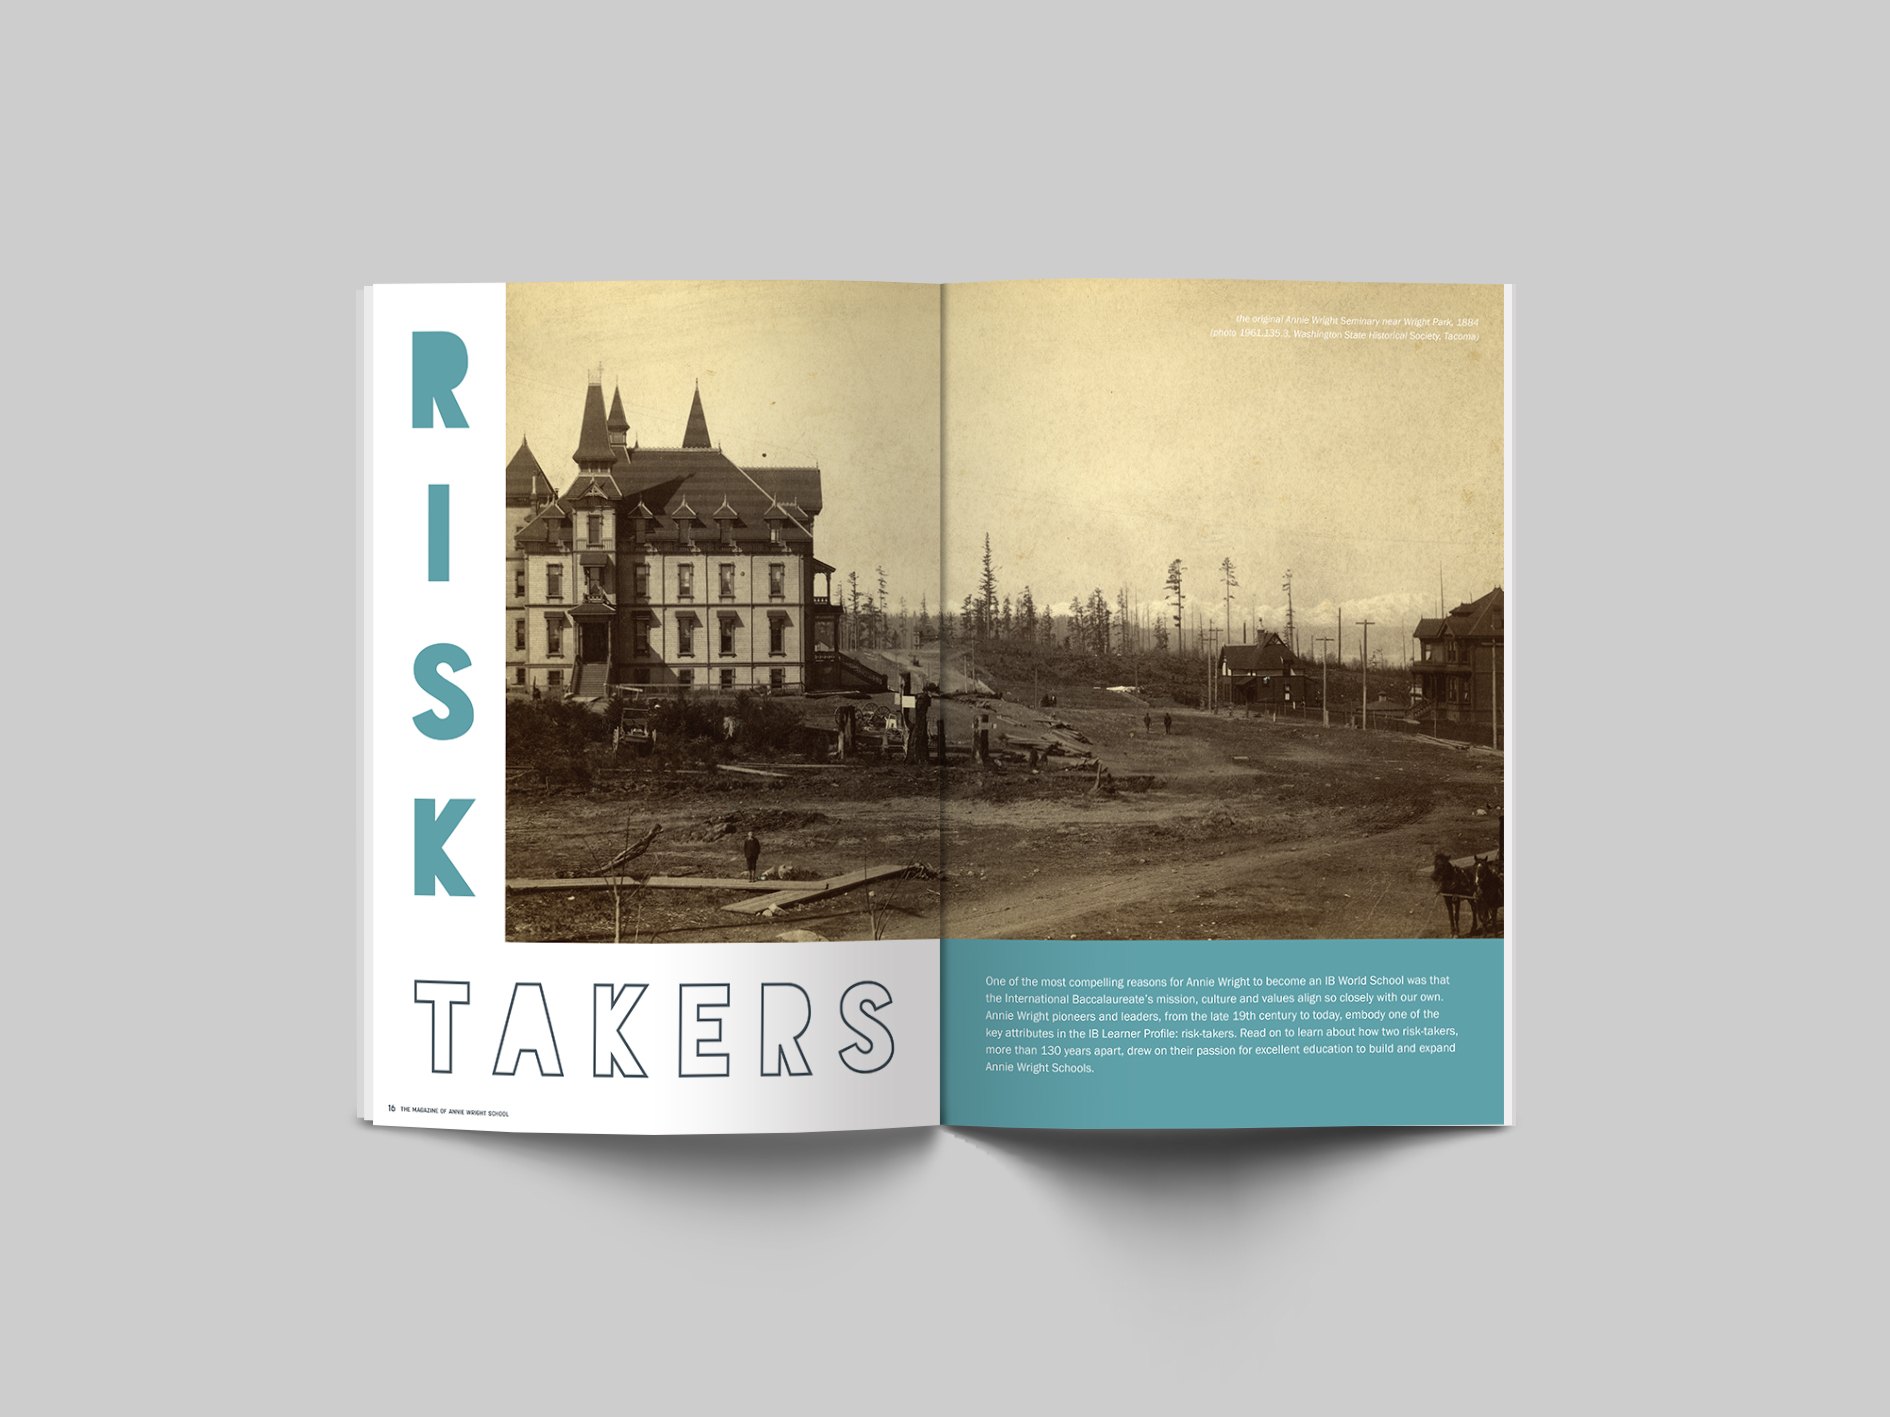 RISK
TAKERS
the original Annie Wright Seminary near Wright Park, 1884
(photo 1961.135.3, Washington State Historical Society, Tacoma)
One of the most compelling reasons for Annie Wright to become an IB World School was that
the International Baccalaureate's mission, culture and values align so closely with our own.
Annie Wright pioneers and leaders, from the late 19th century to today, embody one of the
key attributes in the IB Learner Profile: risk-takers. Read on to learn about how two risk-takers,
more than 130 years apart, drew on their passion for excellent education to build and expand
Annie Wright Schools.
16 THE MAGAZINE OF ANNIE WRIGHT SCHOOL